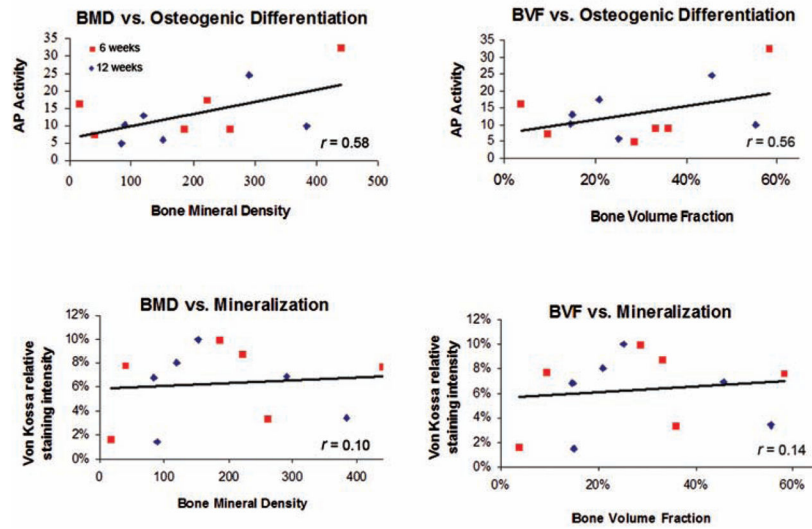 BMD vs. Osteogenic Differentiation
AP Activity
35
30
25
20
15
10
5
0
6 weeks
12 weeks
r = 0.58
0
100
200
300
400
500
Bone Mineral Density
BVF vs. Osteogenic Differentiation
AP Activity
35
30
25
20
15
10
5
0
r = 0.56
0%
20%
40%
60%
Bone Volume Fraction
BMD vs. Mineralization
Von Kossa relative
staining intensity
12%
10%
8%
6%
4%
2%
0%
r = 0.10
0
100
200
300
400
Bone Mineral Density
BVF vs. Mineralization
Von Kossa relative
staining intensity
12%
10%
8%
6%
4%
2%
0%
r = 0.14
0%
20%
40%
60%
Bone Volume Fraction